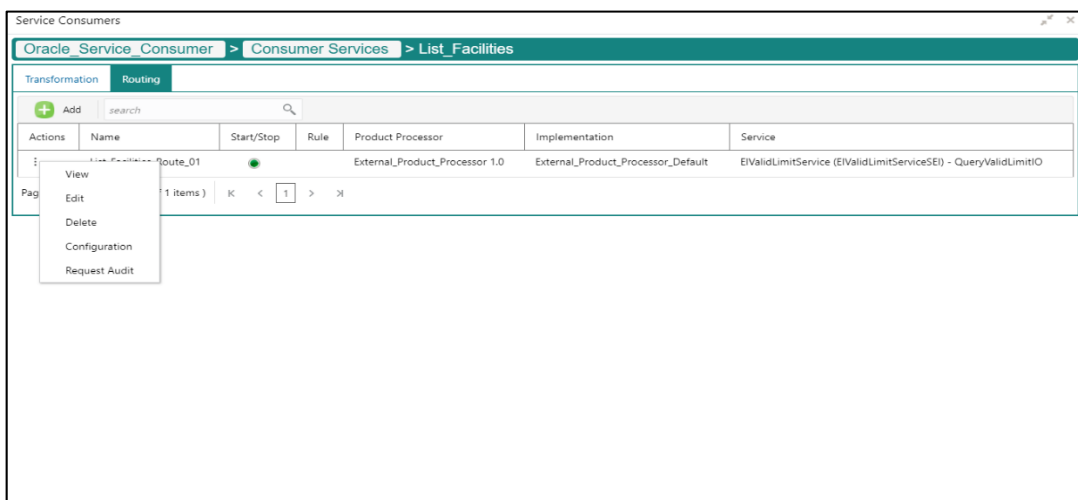 Service Consumers
Oracle_Service_Consumer > Consumer Services > List_Facilities
Transformation Routing
Add search
Actions Name Start/Stop Rule Product Processor Implementation Service
Route_01 External_Product_Processor 1.0 External_Product_Processor_Default ElValidLimitService (ElValidLimitServiceSEI) - QueryValidLimitIO
View
Pag 1 items ) K < 1 > >|
Edit
Delete
Configuration
Request Audit